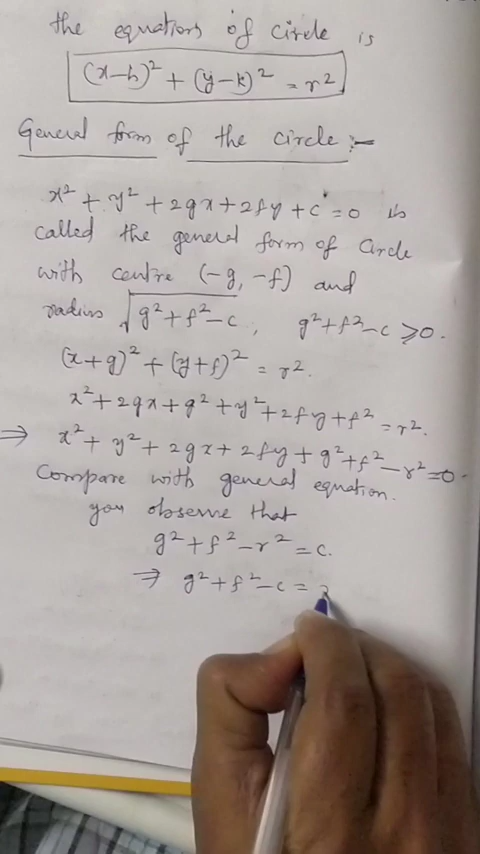 the equation of circle is
(x-h)² + (y-k)² = r²
General form of the circle :-
x² + y² + 2gx + 2fy + c = 0 is
called the general form of Circle
with centre (-g, -f) and
radius √g²+f²-c, g²+f²-c ≥ 0.
(x+g)² + (y+f)² = r².
x² + 2gx + g² + y² + 2fy + f² = r².
⇒ x² + y² + 2gx + 2fy + g² + f² - r² = 0.
Compare with general equation.
you observe that
g² + f² - r² = c.
⇒ g² + f² - c =